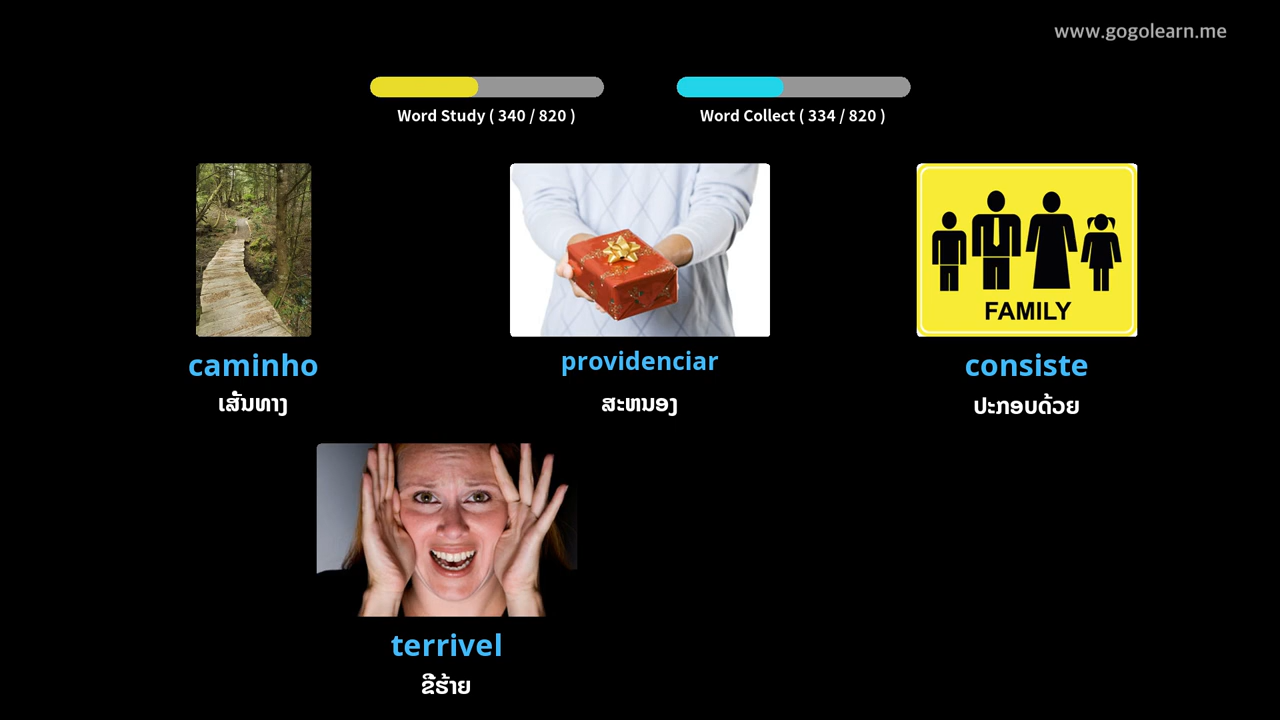 www.gogolearn.me
Word Study ( 340 / 820 )
Word Collect ( 334 / 820 )
FAMILY
caminho
providenciar
consiste
ເສັ້ນທາງ
ສະຫນອງ
ປະກອບດ້ວຍ
terrivel
ຂີ້ຮ້າຍ